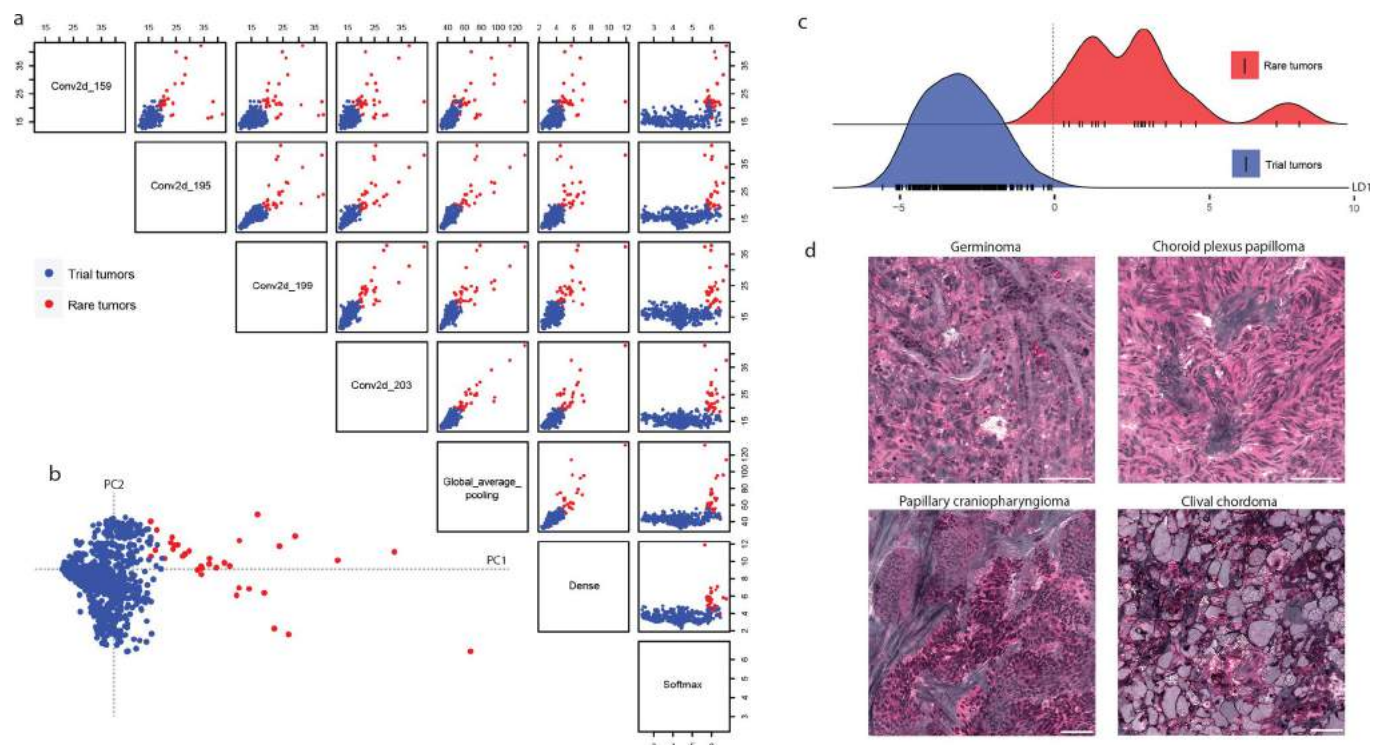 a
15 25 35
15 25 35
15 25 35
15 25 35
40 60 80 100 120
2 4 6 8 10 12
3 4 5 6
Conv2d_159
15 25 35
Conv2d_195
15 25 35
Trial tumors
Rare tumors
Conv2d_199
15 25 35
Conv2d_203
15 25 35
Global_average_
pooling
40 60 80 100 120
Dense
2 4 6 8 10 12
Softmax
3 4 5 6
b
PC2
PC1
c
Rare tumors
Trial tumors
LD1
−5 0 5 10
d
Germinoma
Choroid plexus papilloma
Papillary craniopharyngioma
Clival chordoma